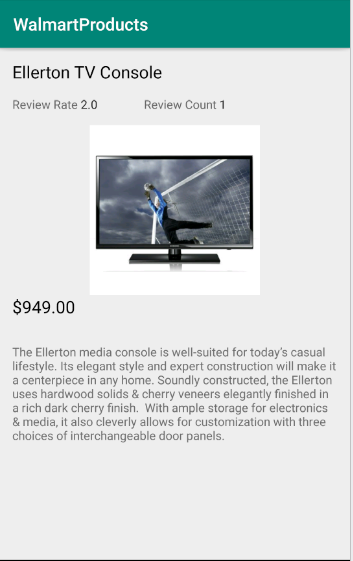 WalmartProducts
Ellerton TV Console
Review Rate 2.0 Review Count 1
$949.00
The Ellerton media console is well-suited for today's casual
lifestyle. Its elegant style and expert construction will make it
a centerpiece in any home. Soundly constructed, the Ellerton
uses hardwood solids & cherry veneers elegantly finished in
a rich dark cherry finish.  With ample storage for electronics
& media, it also cleverly allows for customization with three
choices of interchangeable door panels.